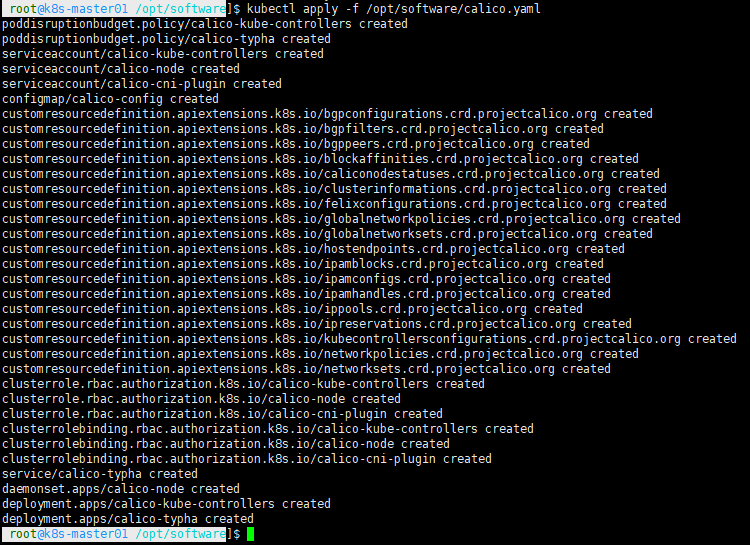 root@k8s-master01 /opt/software]$ kubectl apply -f /opt/software/calico.yaml
poddisruptionbudget.policy/calico-kube-controllers created
poddisruptionbudget.policy/calico-typha created
serviceaccount/calico-kube-controllers created
serviceaccount/calico-node created
serviceaccount/calico-cni-plugin created
configmap/calico-config created
customresourcedefinition.apiextensions.k8s.io/bgpconfigurations.crd.projectcalico.org created
customresourcedefinition.apiextensions.k8s.io/bgpfilters.crd.projectcalico.org created
customresourcedefinition.apiextensions.k8s.io/bgppeers.crd.projectcalico.org created
customresourcedefinition.apiextensions.k8s.io/blockaffinities.crd.projectcalico.org created
customresourcedefinition.apiextensions.k8s.io/caliconodestatuses.crd.projectcalico.org created
customresourcedefinition.apiextensions.k8s.io/clusterinformations.crd.projectcalico.org created
customresourcedefinition.apiextensions.k8s.io/felixconfigurations.crd.projectcalico.org created
customresourcedefinition.apiextensions.k8s.io/globalnetworkpolicies.crd.projectcalico.org created
customresourcedefinition.apiextensions.k8s.io/globalnetworksets.crd.projectcalico.org created
customresourcedefinition.apiextensions.k8s.io/hostendpoints.crd.projectcalico.org created
customresourcedefinition.apiextensions.k8s.io/ipamblocks.crd.projectcalico.org created
customresourcedefinition.apiextensions.k8s.io/ipamconfigs.crd.projectcalico.org created
customresourcedefinition.apiextensions.k8s.io/ipamhandles.crd.projectcalico.org created
customresourcedefinition.apiextensions.k8s.io/ippools.crd.projectcalico.org created
customresourcedefinition.apiextensions.k8s.io/ipreservations.crd.projectcalico.org created
customresourcedefinition.apiextensions.k8s.io/kubecontrollersconfigurations.crd.projectcalico.org created
customresourcedefinition.apiextensions.k8s.io/networkpolicies.crd.projectcalico.org created
customresourcedefinition.apiextensions.k8s.io/networksets.crd.projectcalico.org created
clusterrole.rbac.authorization.k8s.io/calico-kube-controllers created
clusterrole.rbac.authorization.k8s.io/calico-node created
clusterrole.rbac.authorization.k8s.io/calico-cni-plugin created
clusterrolebinding.rbac.authorization.k8s.io/calico-kube-controllers created
clusterrolebinding.rbac.authorization.k8s.io/calico-node created
clusterrolebinding.rbac.authorization.k8s.io/calico-cni-plugin created
service/calico-typha created
daemonset.apps/calico-node created
deployment.apps/calico-kube-controllers created
deployment.apps/calico-typha created
root@k8s-master01 /opt/software]$